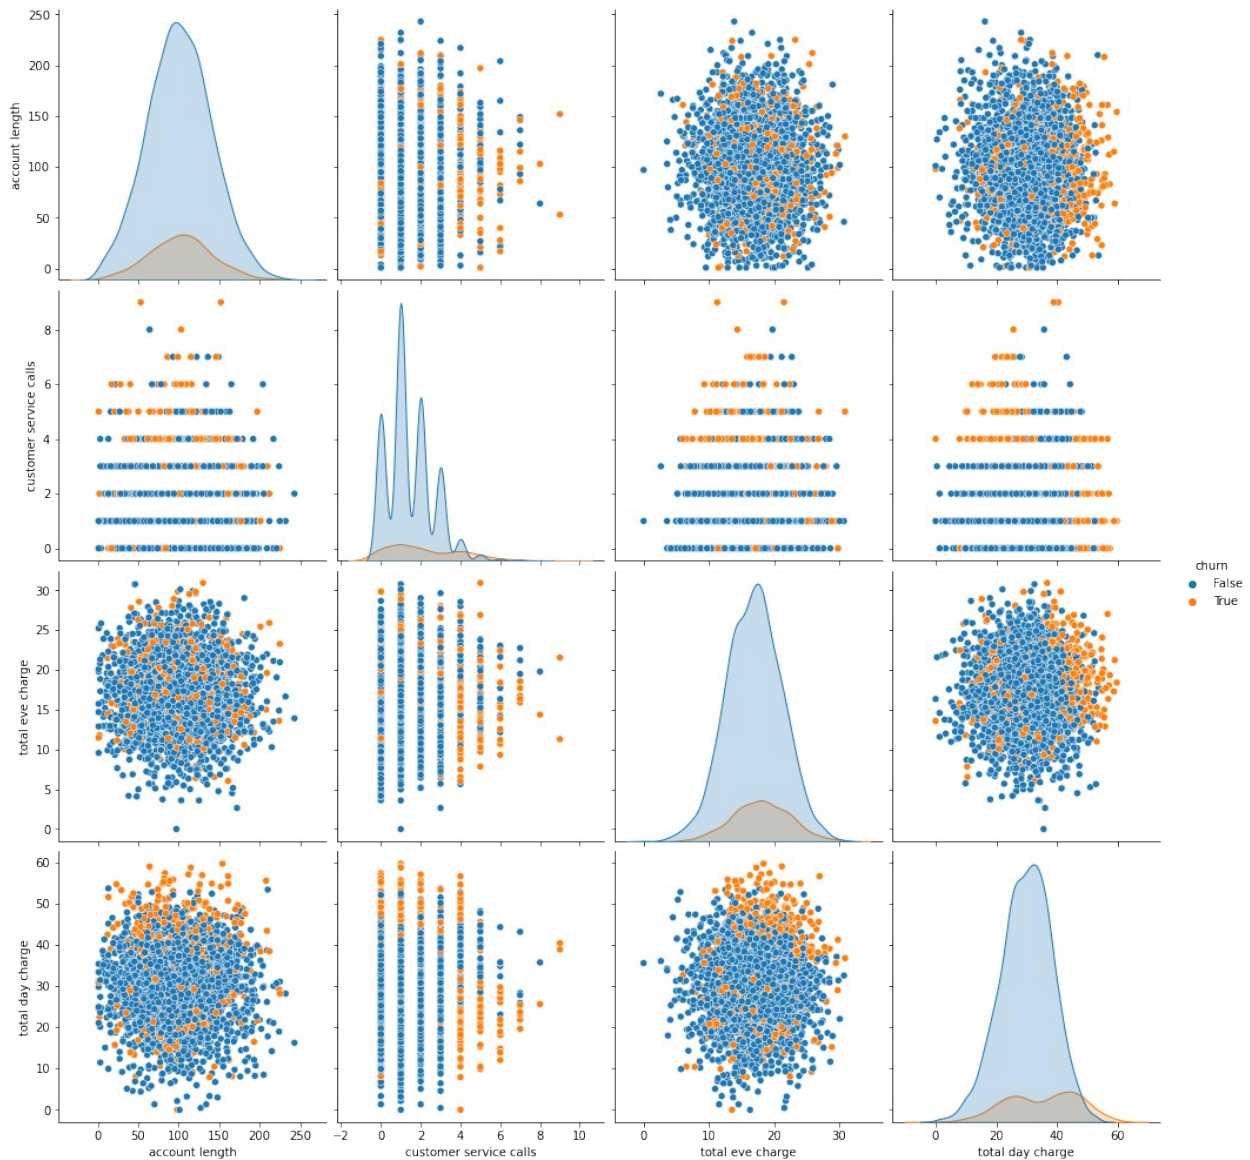 250
200
150
100
50
0
account length
8
6
4
2
0
customer service calls
churn
False
True
30
25
20
15
10
5
0
total eve charge
60
50
40
30
20
10
0
total day charge
0 50 100 150 200 250
account length
−2 0 2 4 6 8 10
customer service calls
0 10 20 30
total eve charge
0 20 40 60
total day charge